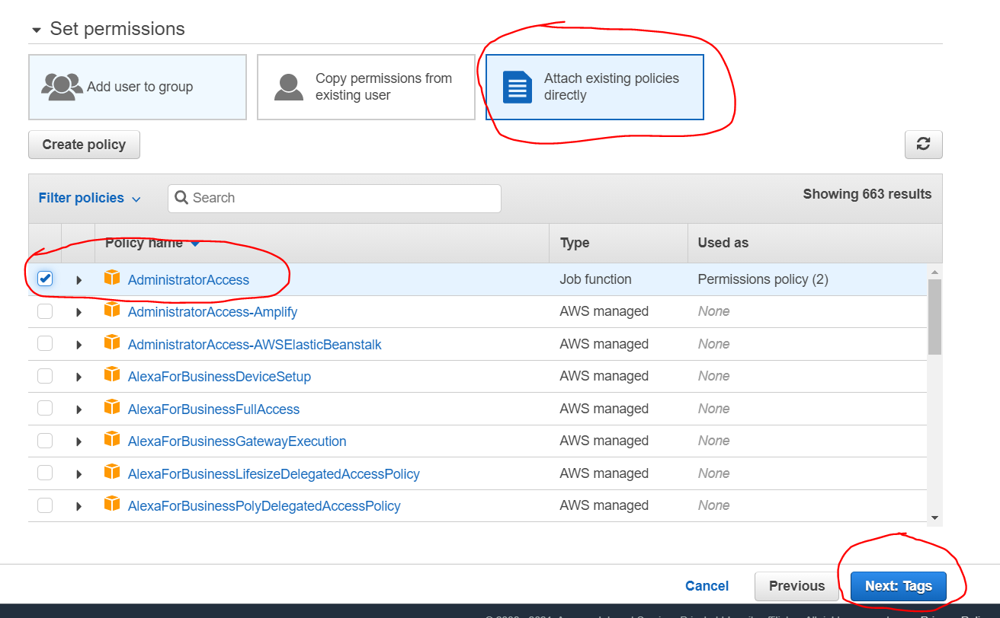 Set permissions
Add user to group
Copy permissions from
existing user
Attach existing policies
directly
Create policy
Filter policies
Search
Showing 663 results
Policy name
Type
Used as
AdministratorAccess
Job function
Permissions policy (2)
AdministratorAccess-Amplify
AWS managed
None
AdministratorAccess-AWSElasticBeanstalk
AWS managed
None
AlexaForBusinessDeviceSetup
AWS managed
None
AlexaForBusinessFullAccess
AWS managed
None
AlexaForBusinessGatewayExecution
AWS managed
None
AlexaForBusinessLifesizeDelegatedAccessPolicy
AWS managed
None
AlexaForBusinessPolyDelegatedAccessPolicy
AWS managed
None
Cancel
Previous
Next: Tags